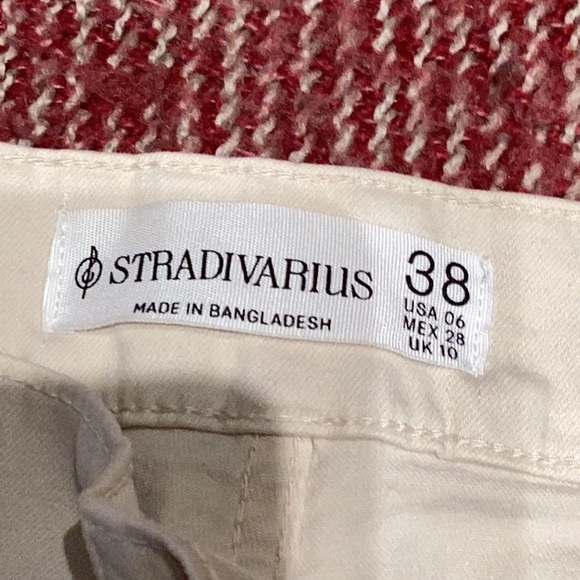 STRADIVARIUS
MADE IN BANGLADESH
38
USA 06
MEX 28
UK 10